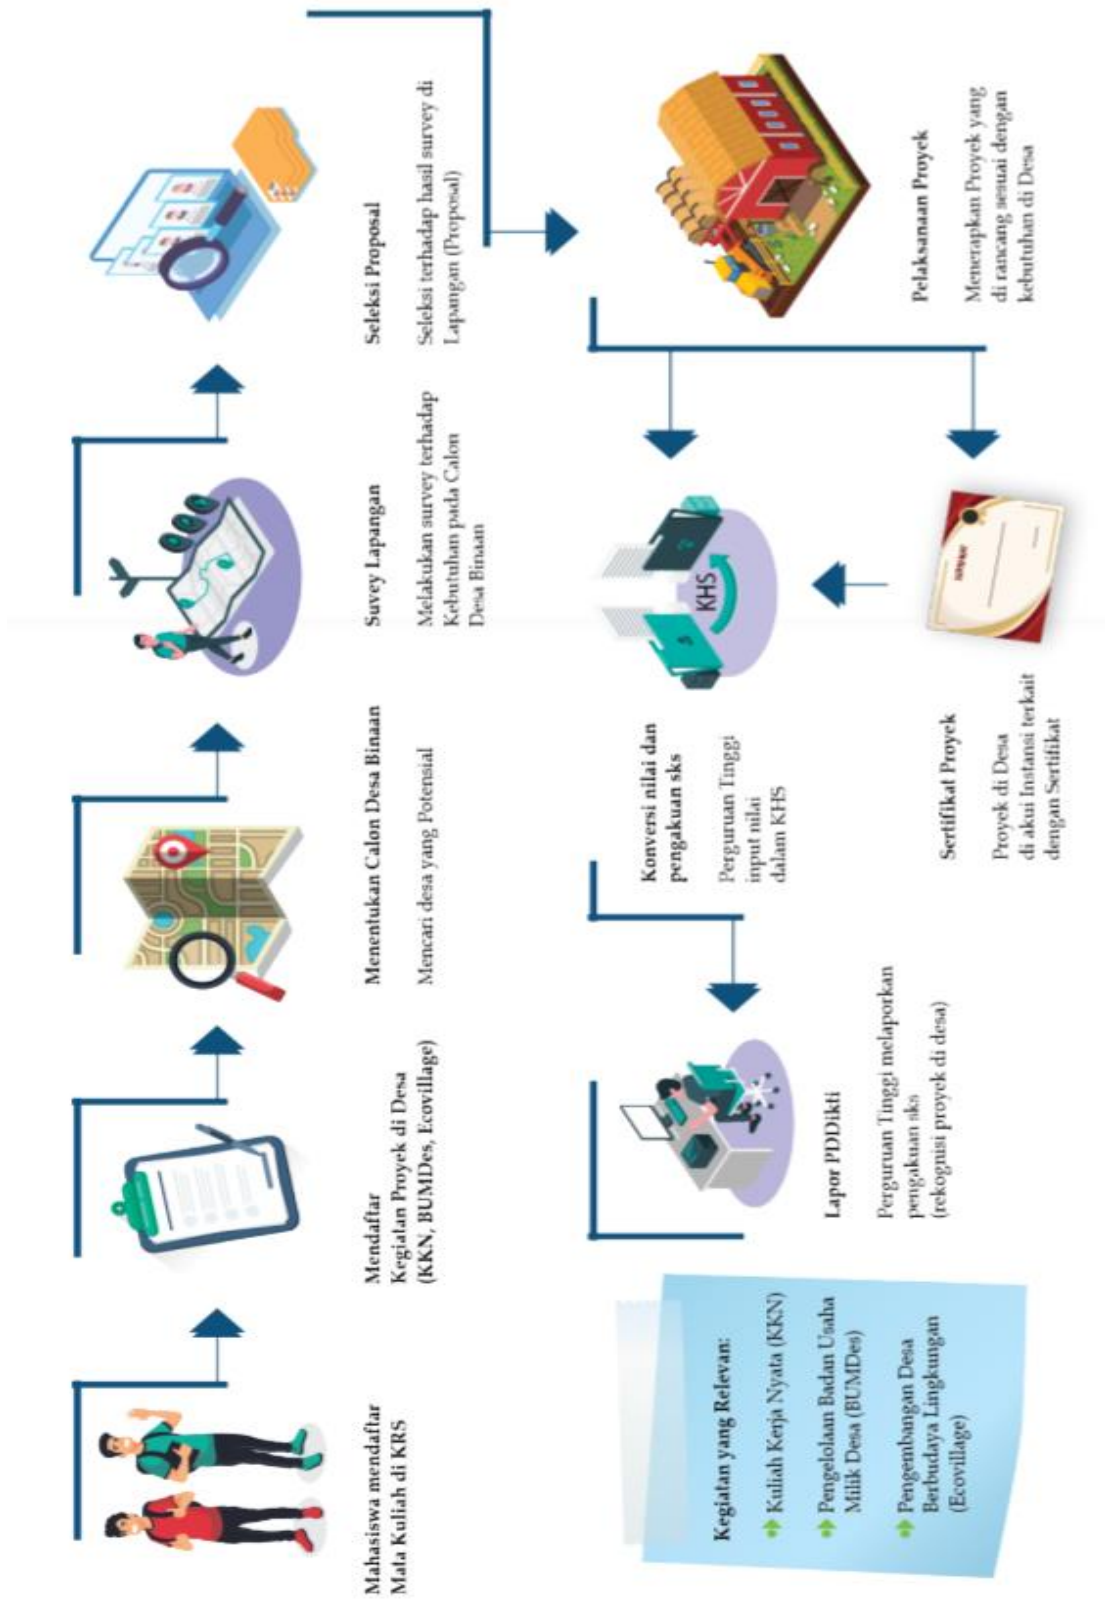 Mahasiswa mendaftar
Mata Kuliah di KRS
Mendaftar
Kegiatan Proyek di Desa
(KKN, BUMDes, Ecovillage)
Menentukan Calon Desa Binaan
Mencari desa yang Potensial
Suvey Lapangan
Melakukan survey terhadap
Kebutuhan pada Calon
Desa Binaan
Seleksi Proposal
Seleksi terhadap hasil survey di
Lapangan (Proposal)
Pelaksanaan Proyek
Menerapkan Proyek yang
di rancang sesuai dengan
kebutuhan di Desa
KHS
Konversi nilai dan
pengakuan sks
Perguruan Tinggi
input nilai
dalam KHS
Sertifikat Proyek
Proyek di Desa
di akui Instansi terkait
dengan Sertifikat
Lapor PDDikti
Perguruan Tinggi melaporkan
pengakuan sks
(rekognisi proyek di desa)
Kegiatan yang Relevan:
Kuliah Kerja Nyata (KKN)
Pengelolaan Badan Usaha
Milik Desa (BUMDes)
Pengembangan Desa
Berbudaya Lingkungan
(Ecovillage)